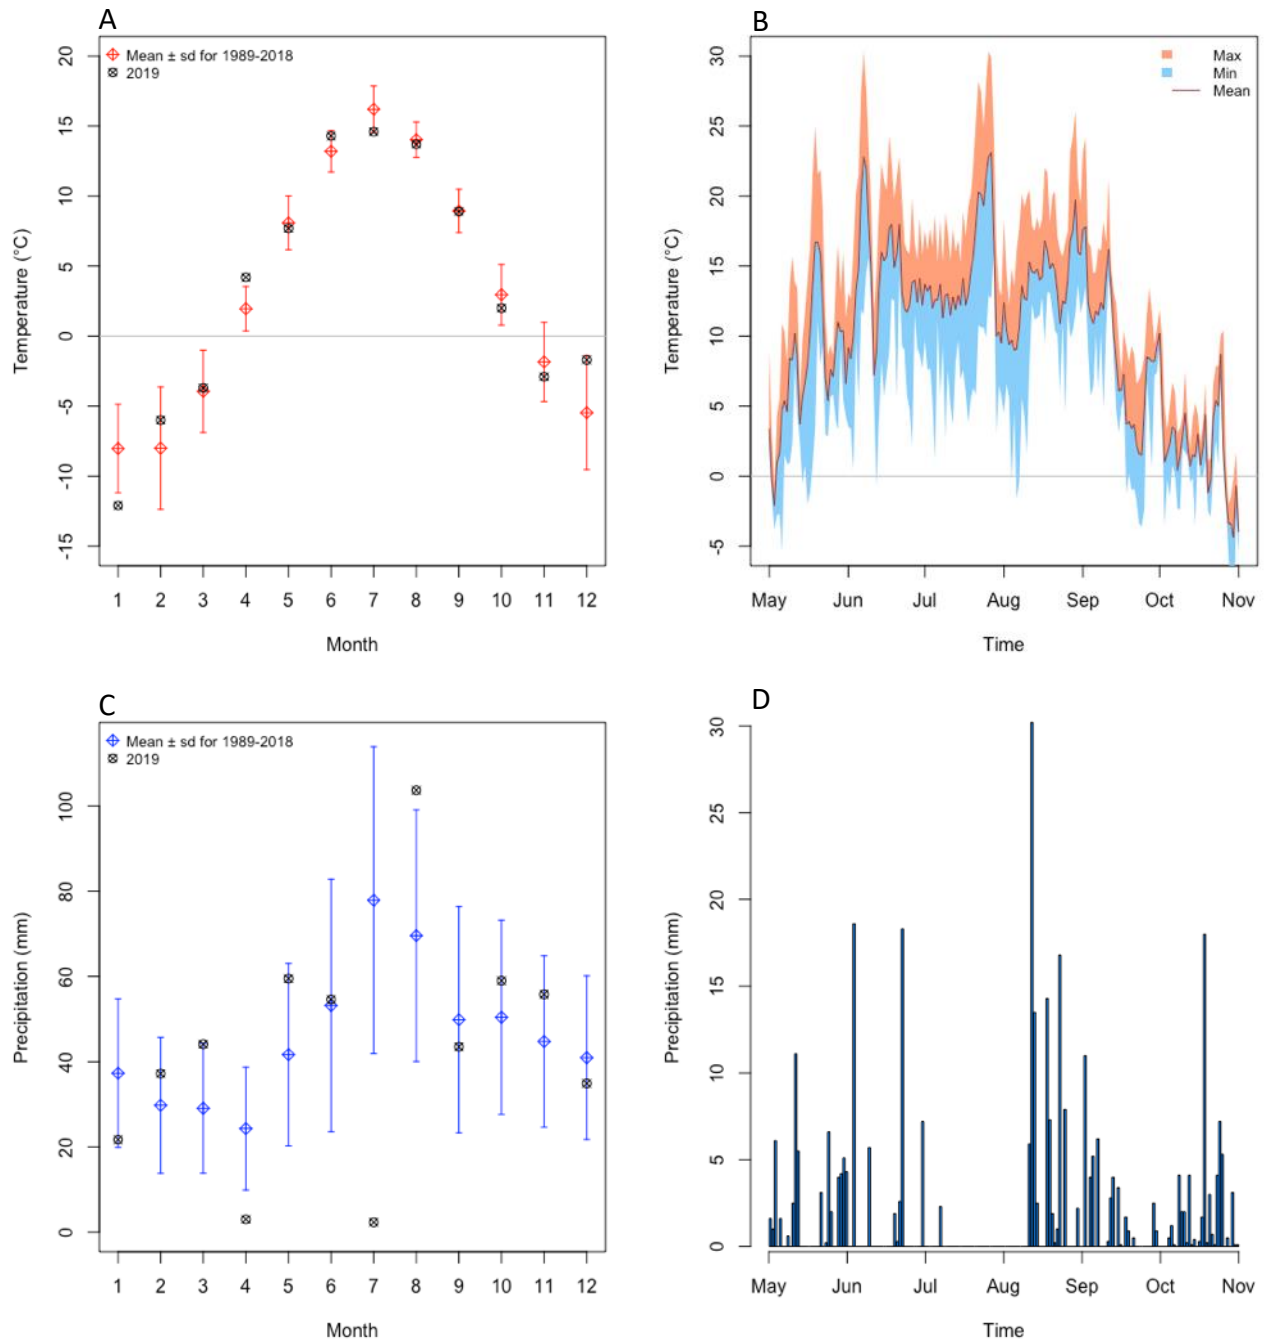 A
Mean ± sd for 1989-2018
2019
20
15
10
5
0
-5
-10
-15
Temperature (°C)
1 2 3 4 5 6 7 8 9 10 11 12
Month
B
Max
Min
Mean
30
25
20
15
10
5
0
-5
Temperature (°C)
May Jun Jul Aug Sep Oct Nov
Time
C
Mean ± sd for 1989-2018
2019
100
80
60
40
20
0
Precipitation (mm)
1 2 3 4 5 6 7 8 9 10 11 12
Month
D
30
25
20
15
10
5
0
Precipitation (mm)
May Jun Jul Aug Sep Oct Nov
Time